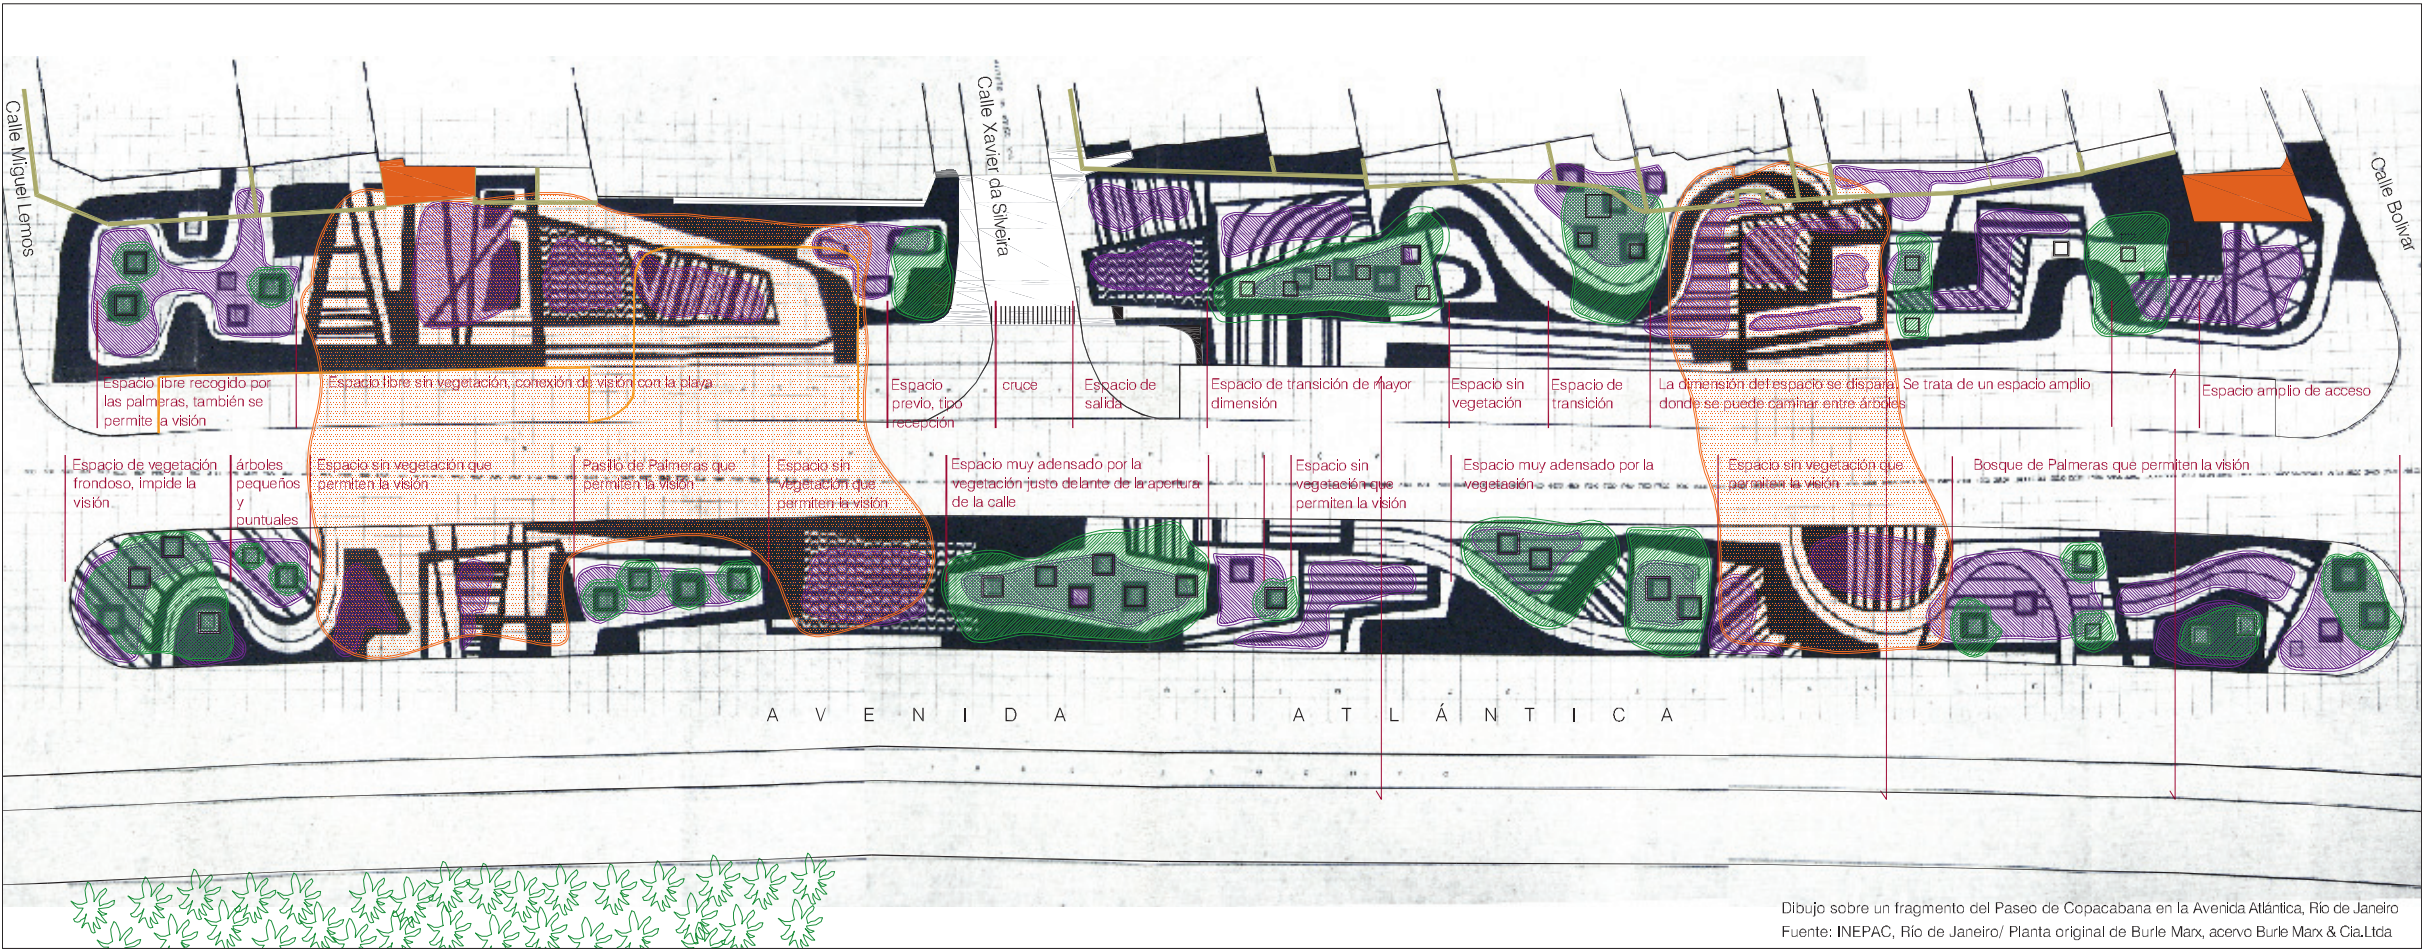 Calle Miguel Lemos
Calle Xavier da Silveira
Calle Bolivar
Espacio libre recogido por
las palmeras, también se
permite la visión
Espacio libre sin vegetación, conexión de visión con la playa
Espacio
previo, tipo
recepción
cruce
Espacio de
salida
Espacio de transición de mayor
dimensión
Espacio sin
vegetación
Espacio de
transición
La dimensión del espacio se dispara. Se trata de un espacio amplio
donde se puede caminar entre árboles
Espacio amplio de acceso
Espacio de vegetación
frondoso, impide la
visión
árboles
pequeños
y
puntuales
Espacio sin vegetación que
permiten la visión
Pasillo de Palmeras que
permiten la visión
Espacio sin
vegetación que
permiten la visión
Espacio muy adensado por la
vegetación justo delante de la apertura
de la calle
Espacio sin
vegetación que
permiten la visión
Espacio muy adensado por la
vegetación
Espacio sin vegetación que
permiten la visión
Bosque de Palmeras que permiten la visión
AVENIDA ATLÁNTICA
Dibujo sobre un fragmento del Paseo de Copacabana en la Avenida Atlántica, Río de Janeiro
Fuente: INEPAC, Río de Janeiro/ Planta original de Burle Marx, acervo Burle Marx & Cia.Ltda